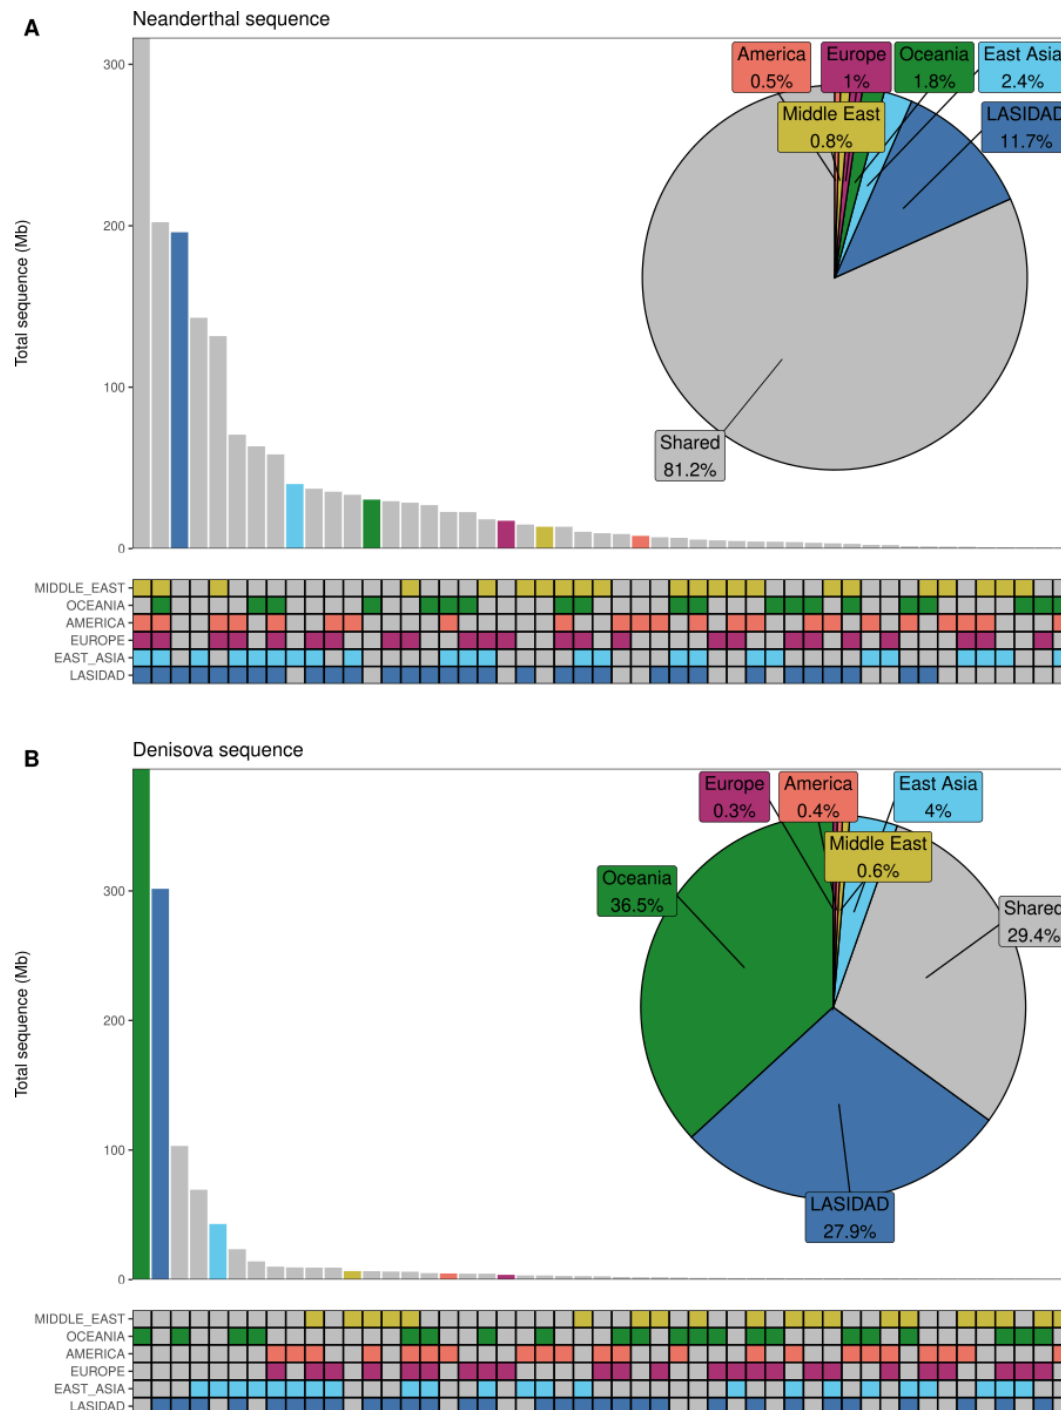 A
Neanderthal sequence
Total sequence (Mb)
300
200
100
0
America
0.5%
Europe
1%
Oceania
1.8%
East Asia
2.4%
Middle East
0.8%
LASIDAD
11.7%
Shared
81.2%
MIDDLE_EAST
OCEANIA
AMERICA
EUROPE
EAST_ASIA
LASIDAD
B
Denisova sequence
Total sequence (Mb)
300
200
100
0
Europe
0.3%
America
0.4%
East Asia
4%
Middle East
0.6%
Oceania
36.5%
Shared
29.4%
LASIDAD
27.9%
MIDDLE_EAST
OCEANIA
AMERICA
EUROPE
EAST_ASIA
LASIDAD